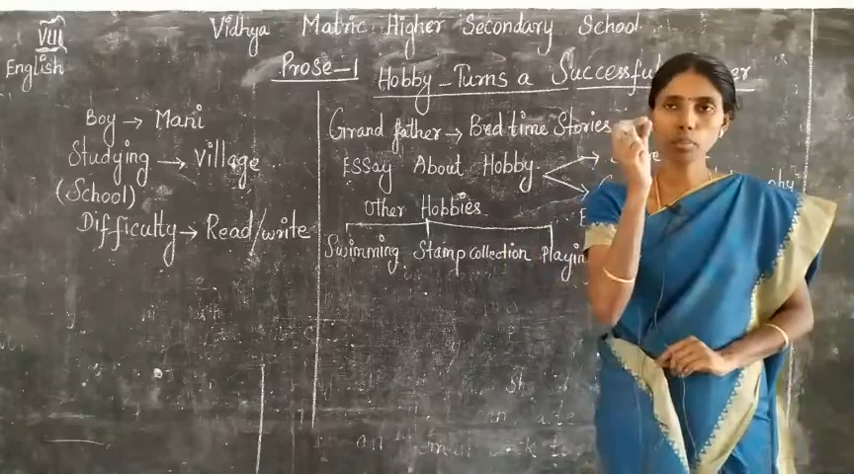 Vidhya Matric Higher Secondary School
VIII
English
Prose-1
Hobby - Turns a Successful
Boy → Mani
Studying → Village
(School)
Difficulty → Read/write
Grand father → Bed time Stories
Essay About Hobby
Other Hobbies
Swimming Stamp collection Playin